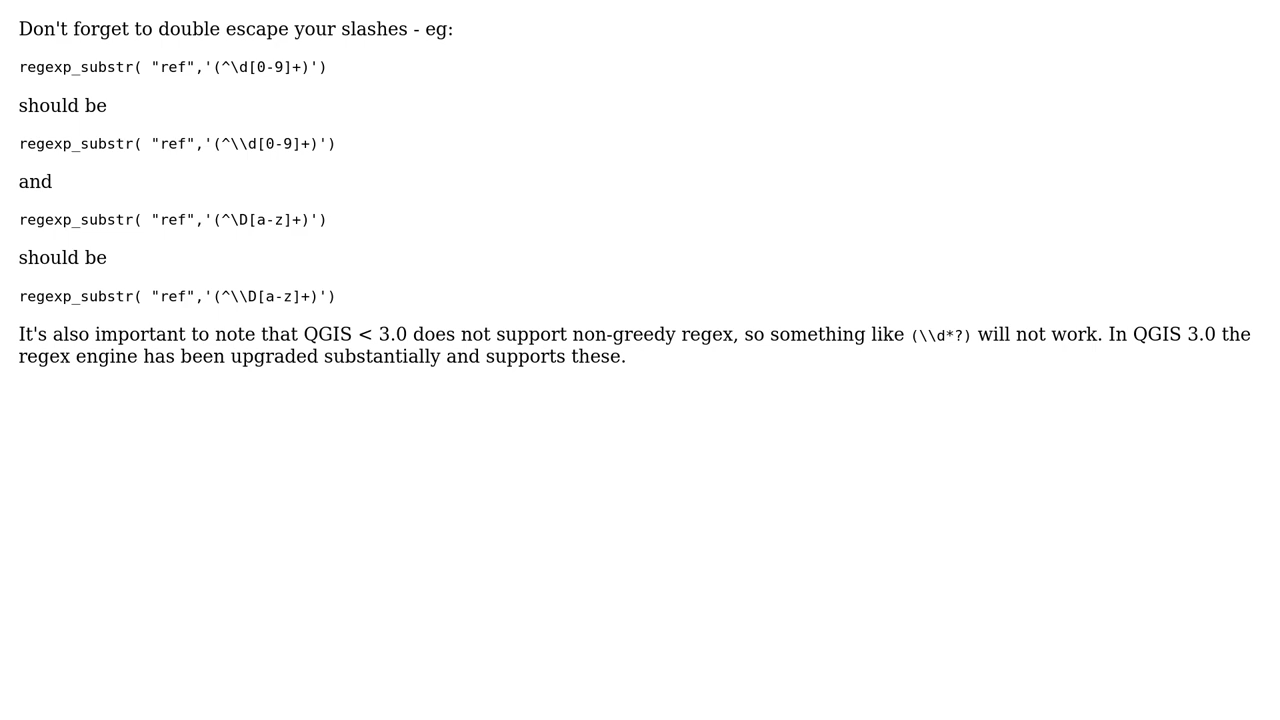 Don't forget to double escape your slashes - eg:
regexp_substr( "ref",'(^\d[0-9]+)')
should be
regexp_substr( "ref",'(^\\d[0-9]+)')
and
regexp_substr( "ref",'(^\D[a-z]+)')
should be
regexp_substr( "ref",'(^\\D[a-z]+)')
It's also important to note that QGIS < 3.0 does not support non-greedy regex, so something like (\\d*?) will not work. In QGIS 3.0 the
regex engine has been upgraded substantially and supports these.